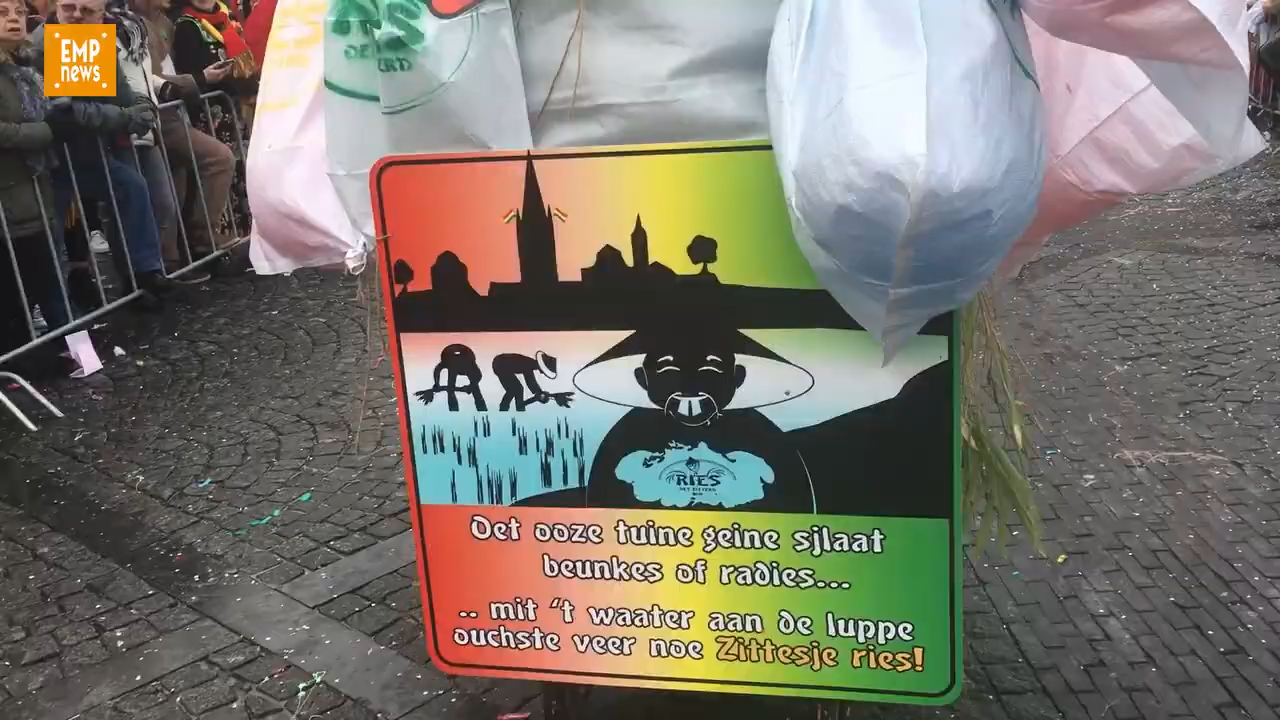 EMP
news
RIES
Oet ooze tuine geine sjlaat
beunkes of radies...
.. mit 't waater aan de luppe
ouchste veer noe Zittesje ries!